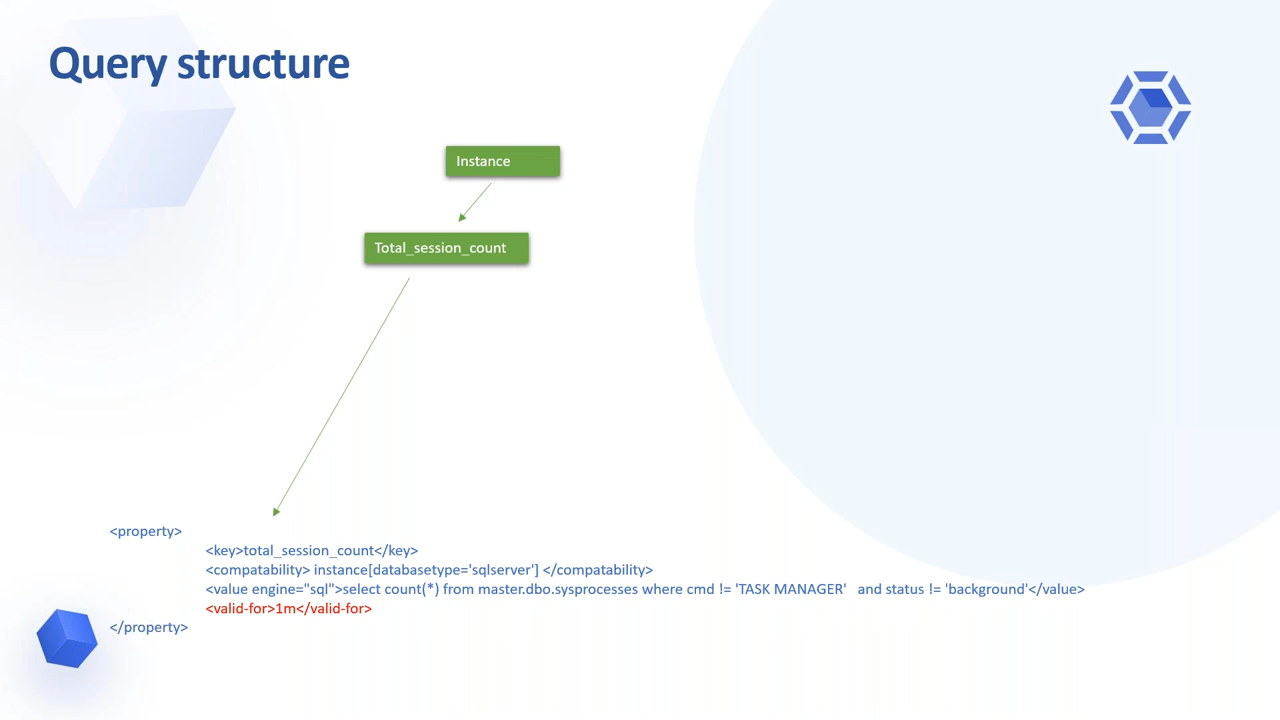 Query structure
Instance
Total_session_count
<property>
<key>total_session_count</key>
<compatability> instance[databasetype='sqlserver'] </compatability>
<value engine="sql">select count(*) from master.dbo.sysprocesses where cmd != 'TASK MANAGER'   and status != 'background'</value>
<valid-for>1m</valid-for>
</property>